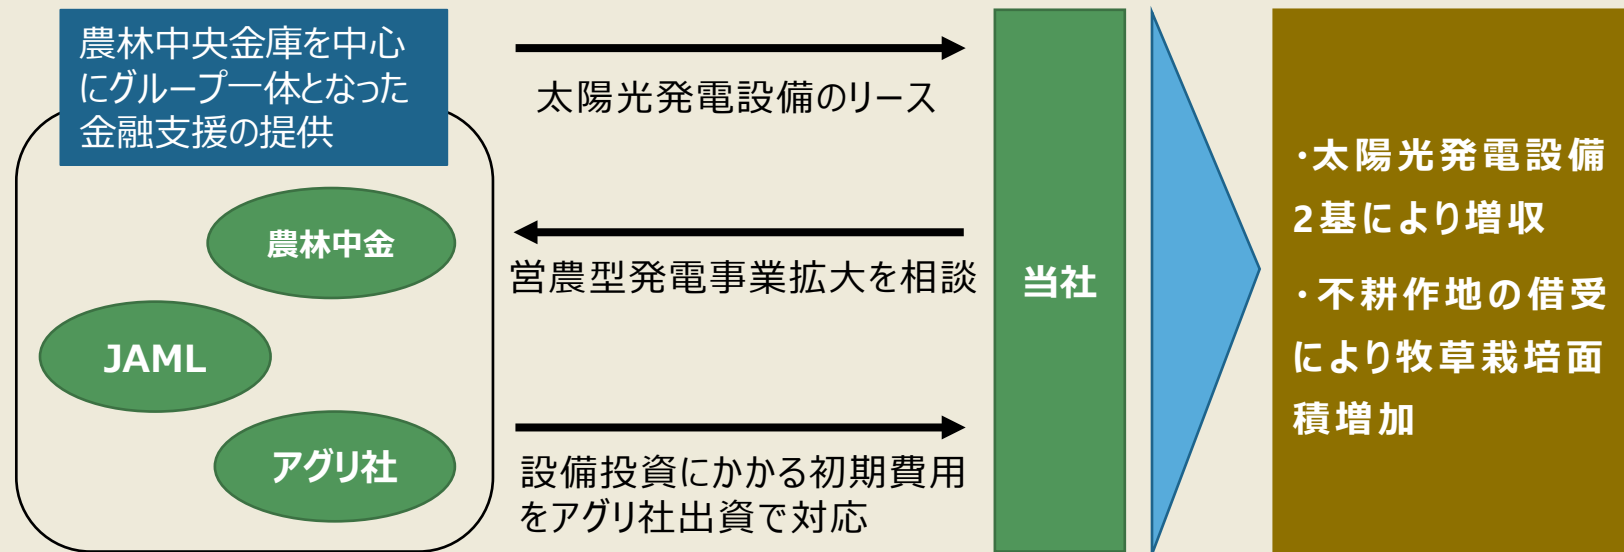 農林中央金庫を中心
にグループ一体となった
金融支援の提供
農林中金
JAML
アグリ社
太陽光発電設備のリース
営農型発電事業拡大を相談
設備投資にかかる初期費用
をアグリ社出資で対応
当社
・太陽光発電設備
2基により増収
・不耕作地の借受
により牧草栽培面
積増加